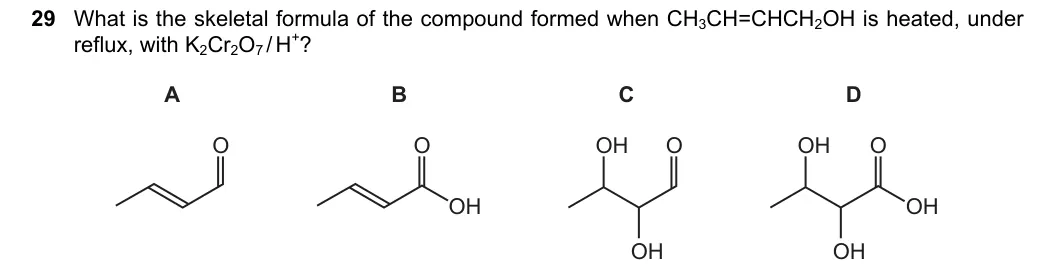 29 What is the skeletal formula of the compound formed when CH₃CH=CHCH₂OH is heated, under
reflux, with K₂Cr₂O₇/H⁺?
A B C D
O O OH O OH O
OH OH
OH OH